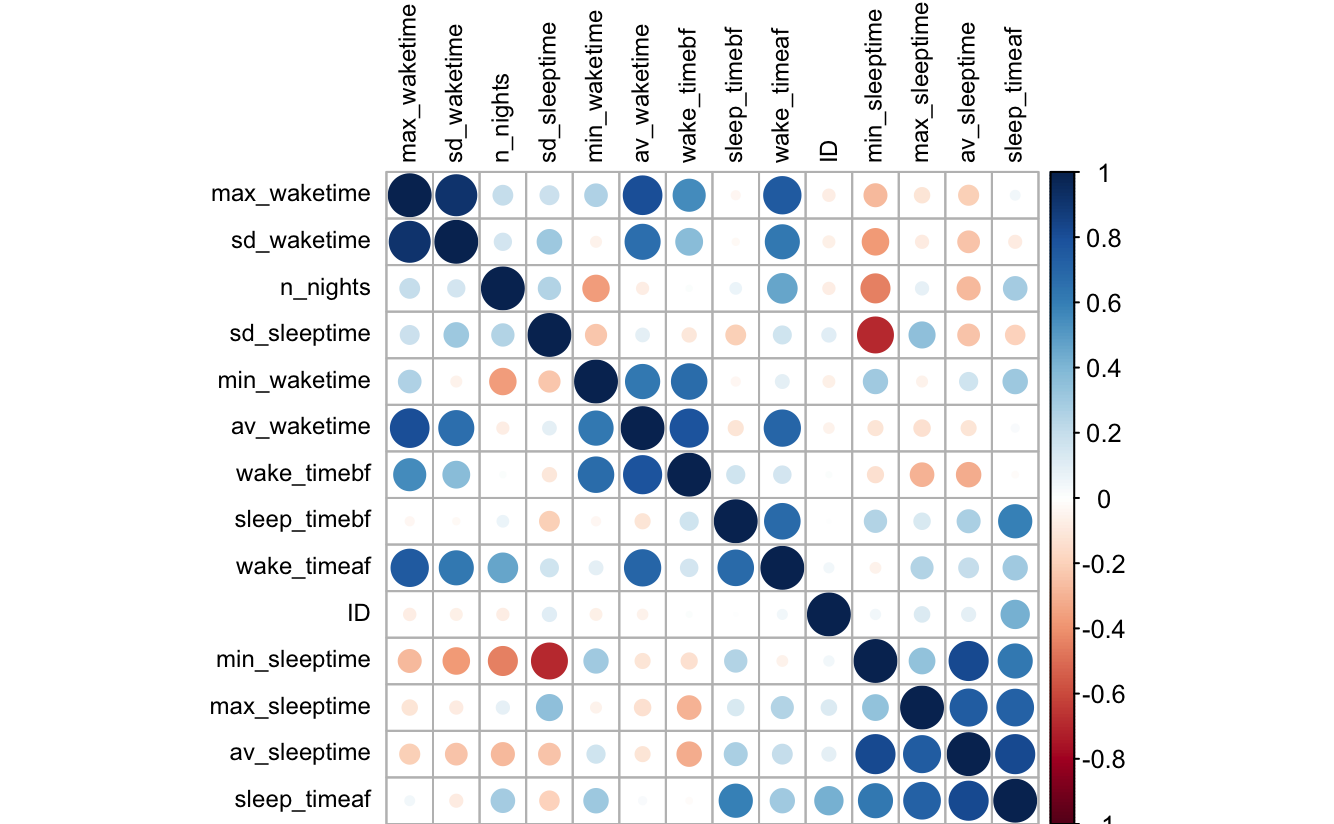 max_waketime
sd_waketime
n_nights
sd_sleeptime
min_waketime
av_waketime
wake_timebf
sleep_timebf
wake_timeaf
ID
min_sleeptime
max_sleeptime
av_sleeptime
sleep_timeaf
max_waketime
sd_waketime
n_nights
sd_sleeptime
min_waketime
av_waketime
wake_timebf
sleep_timebf
wake_timeaf
ID
min_sleeptime
max_sleeptime
av_sleeptime
sleep_timeaf
1
0.8
0.6
0.4
0.2
0
-0.2
-0.4
-0.6
-0.8